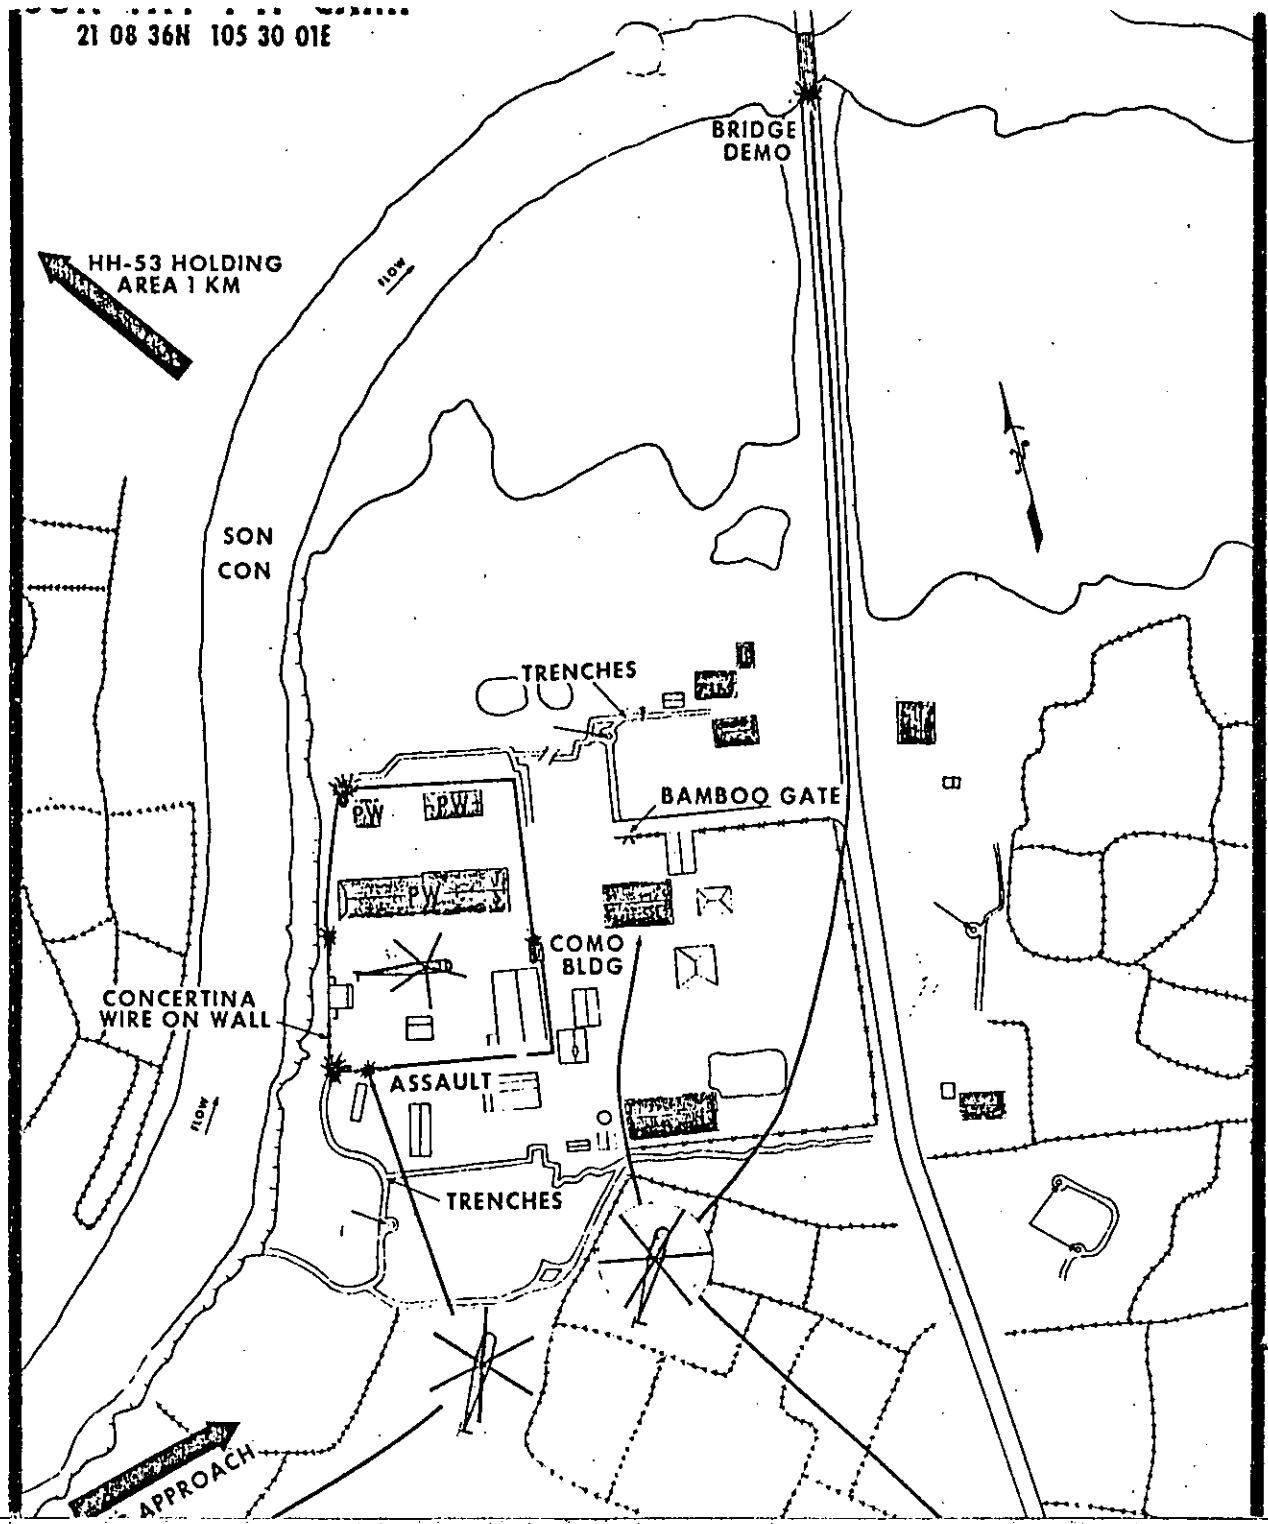 21 08 36N 105 30 01E
BRIDGE
DEMO
HH-53 HOLDING
AREA 1 KM
FLOW
SON
CON
TRENCHES
BAMBOO GATE
PW
PW
PW
COMO
BLDG
CONCERTINA
WIRE ON WALL
ASSAULT
FLOW
TRENCHES
APPROACH